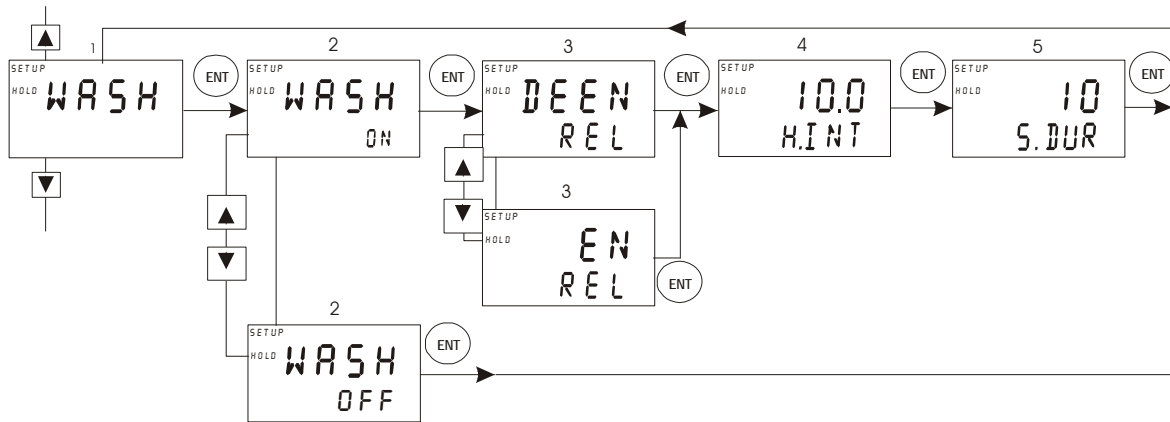 1
SETUP
HOLD
WASH
ENT
2
SETUP
HOLD
WASH
ON
ENT
3
SETUP
HOLD
DEEN
REL
ENT
4
SETUP
HOLD
10.0
H.INT
ENT
5
SETUP
HOLD
10
S.DUR
ENT
3
SETUP
HOLD
EN
REL
ENT
2
SETUP
HOLD
WASH
OFF
ENT